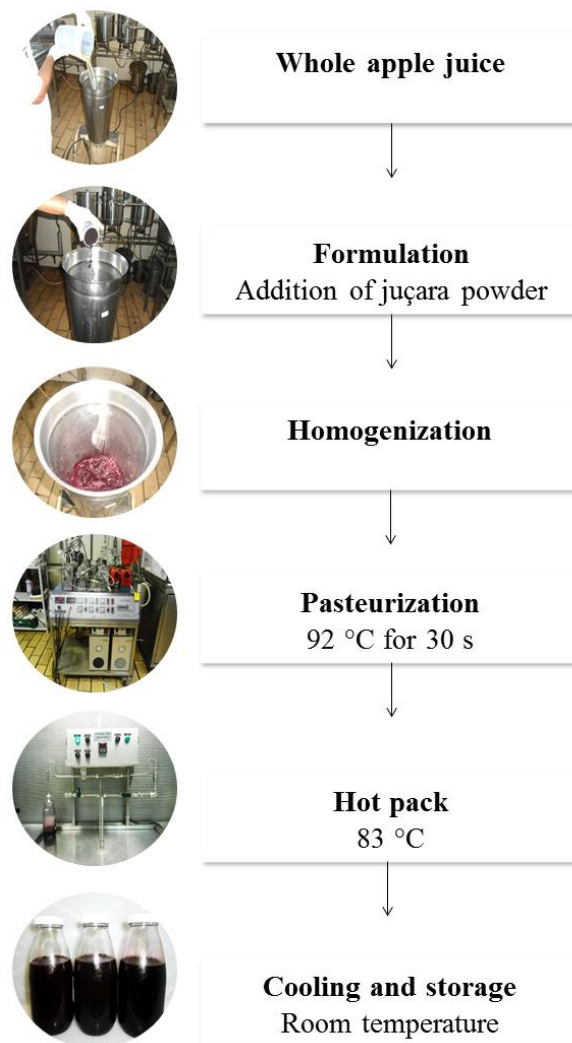 Whole apple juice
Formulation
Addition of juçara powder
Homogenization
Pasteurization
92 °C for 30 s
Hot pack
83 °C
Cooling and storage
Room temperature